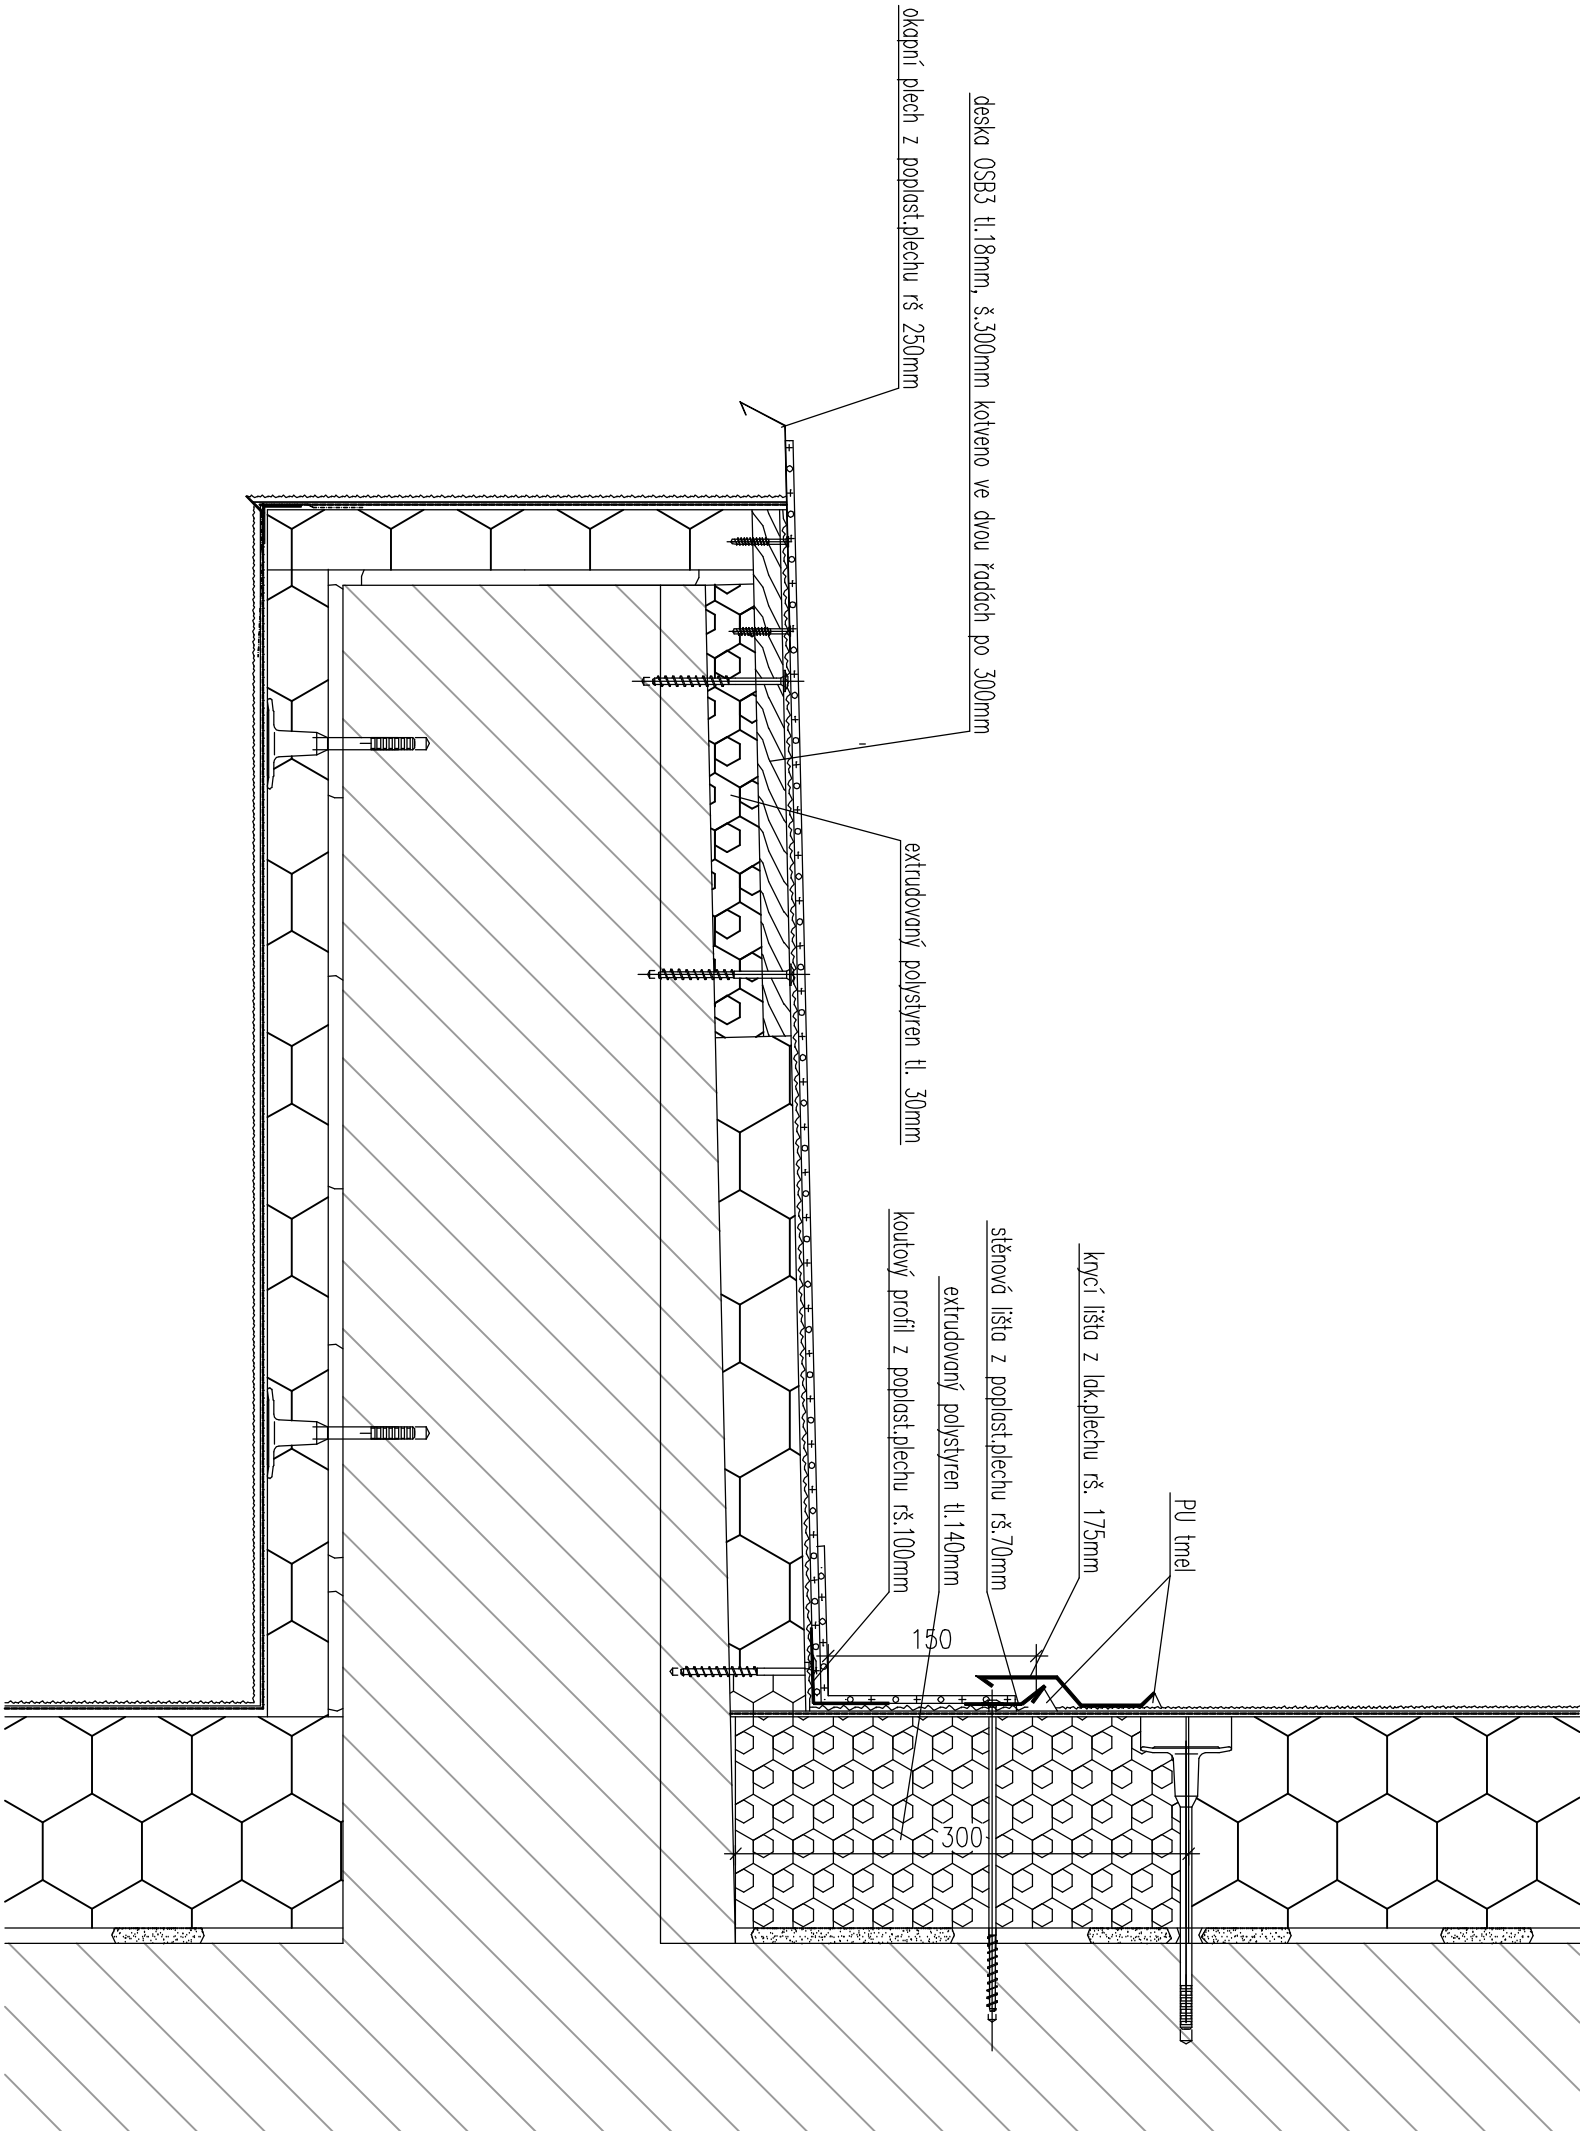 PU tmel
krycí lišta z lak.plechu rš. 175mm
stěnová lišta z poplast.plechu rš.70mm
extrudovaný polystyren tl.140mm
koutový profil z poplast.plechu rš.100mm
deska OSB3 tl.18mm, š.300mm kotveno ve dvou řadách po 300mm
okapní plech z poplast.plechu rš 250mm
extrudovaný polystyren tl. 30mm
150
300